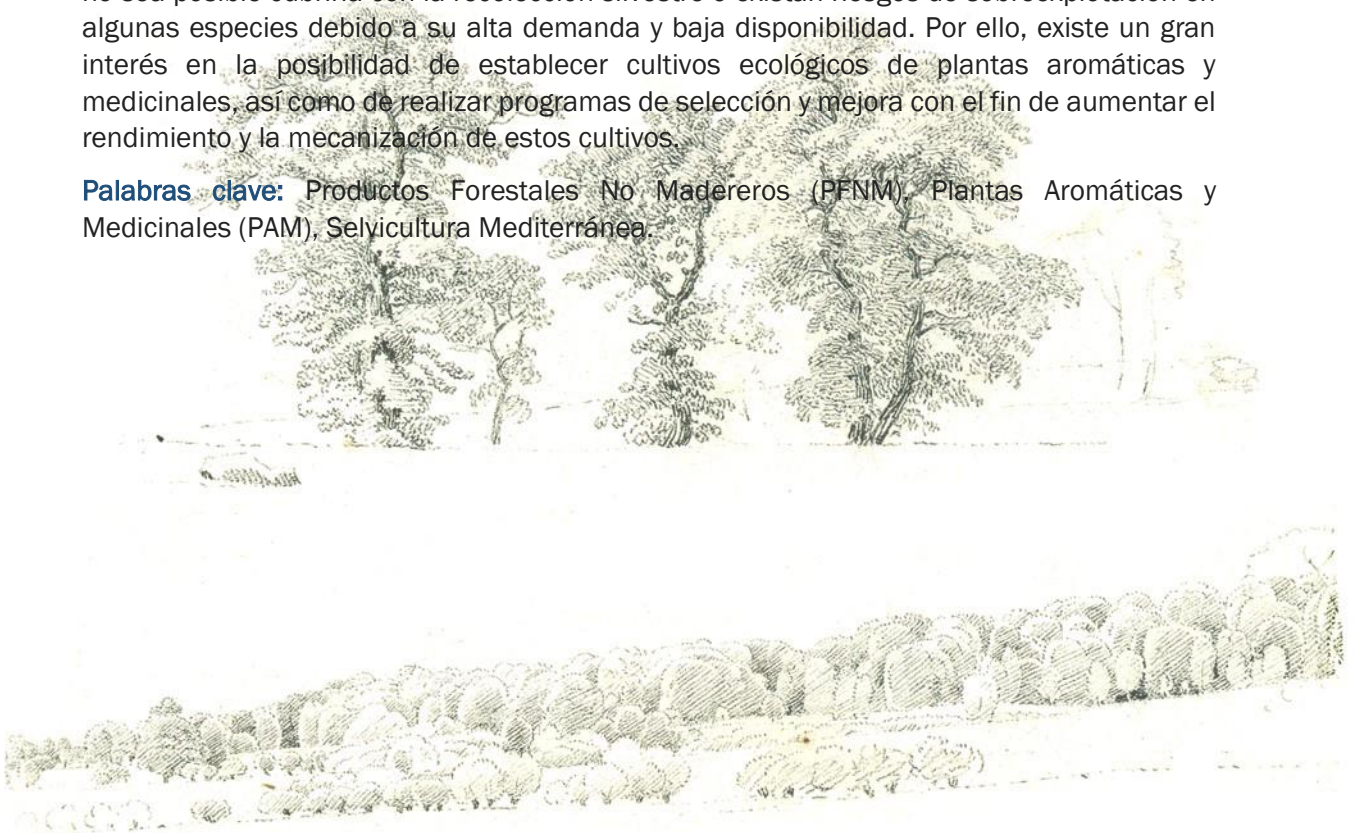 algunas especies debido a su alta demanda y baja disponibilidad. Por ello, existe un gran
interés en la posibilidad de establecer cultivos ecológicos de plantas aromáticas y
medicinales, así como de realizar programas de selección y mejora con el fin de aumentar el
rendimiento y la mecanización de estos cultivos.
Palabras clave: Productos Forestales No Madereros (PFNM), Plantas Aromáticas y
Medicinales (PAM), Selvicultura Mediterránea.